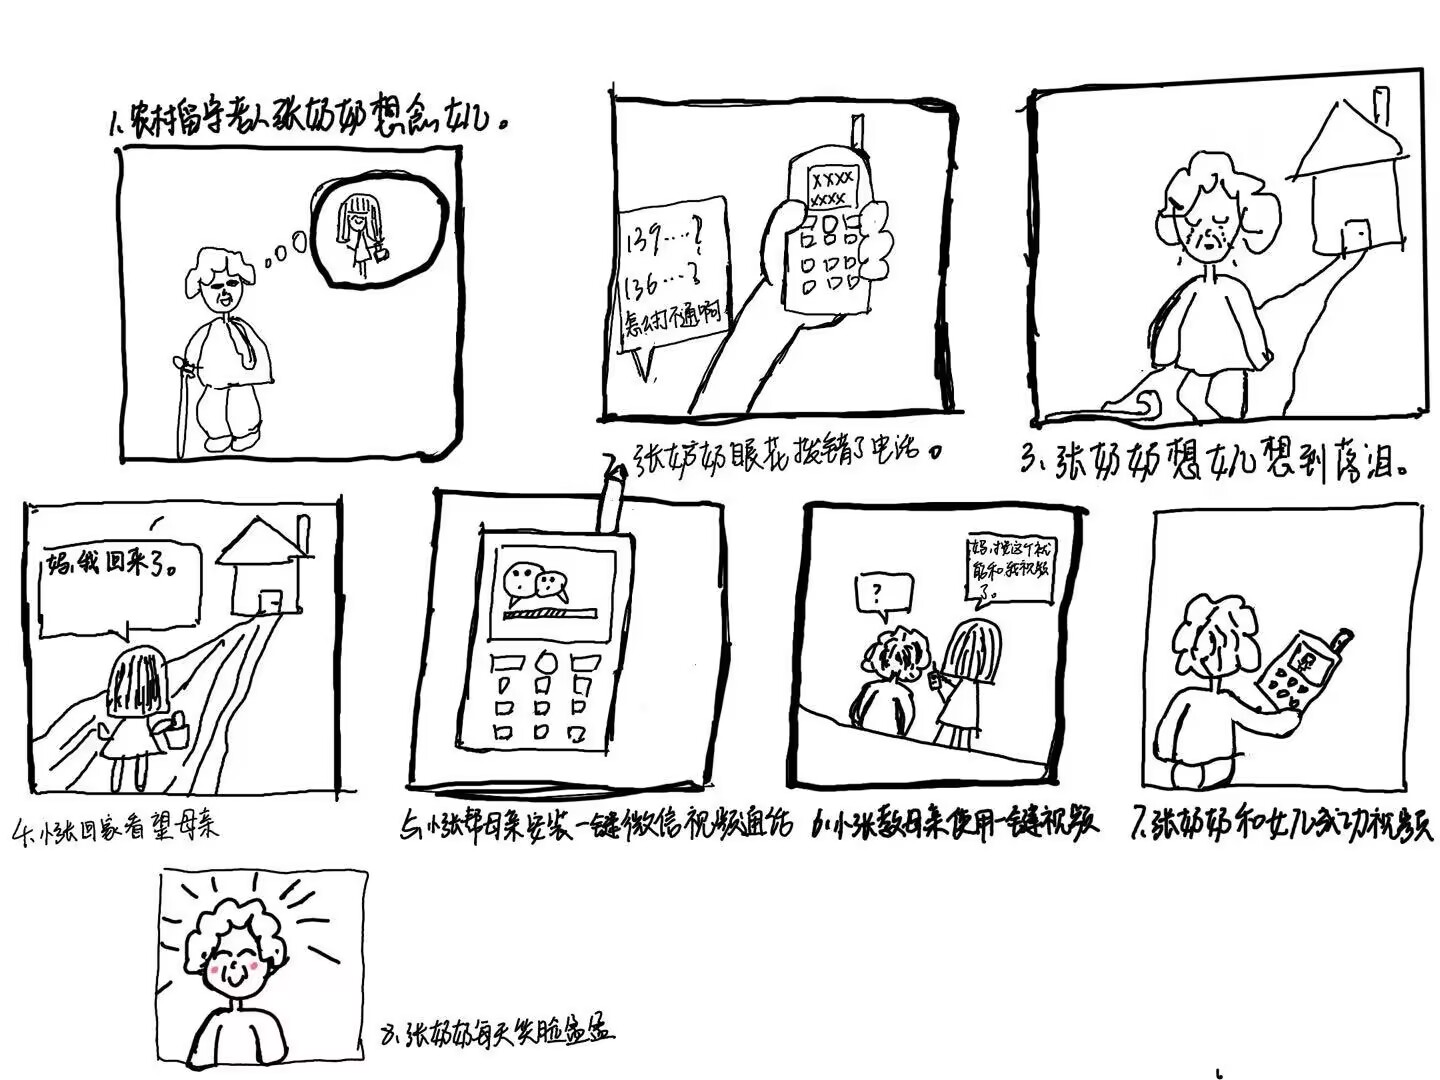 1、农村留守老人张奶奶想念女儿。
139....?
136...?
怎么打不通啊
XXXX
XXXX
2、张奶奶眼花拨错了电话。
3、张奶奶想女儿想到落泪。
妈,我回来了。
4、小张回家看望母亲
5、小张帮母亲安装一键微信视频通话
?
妈,按这个就
能和我视频
了。
6、小张教母亲使用一键视频
7、张奶奶和女儿成功视频
8、张奶奶每天笑脸盈盈